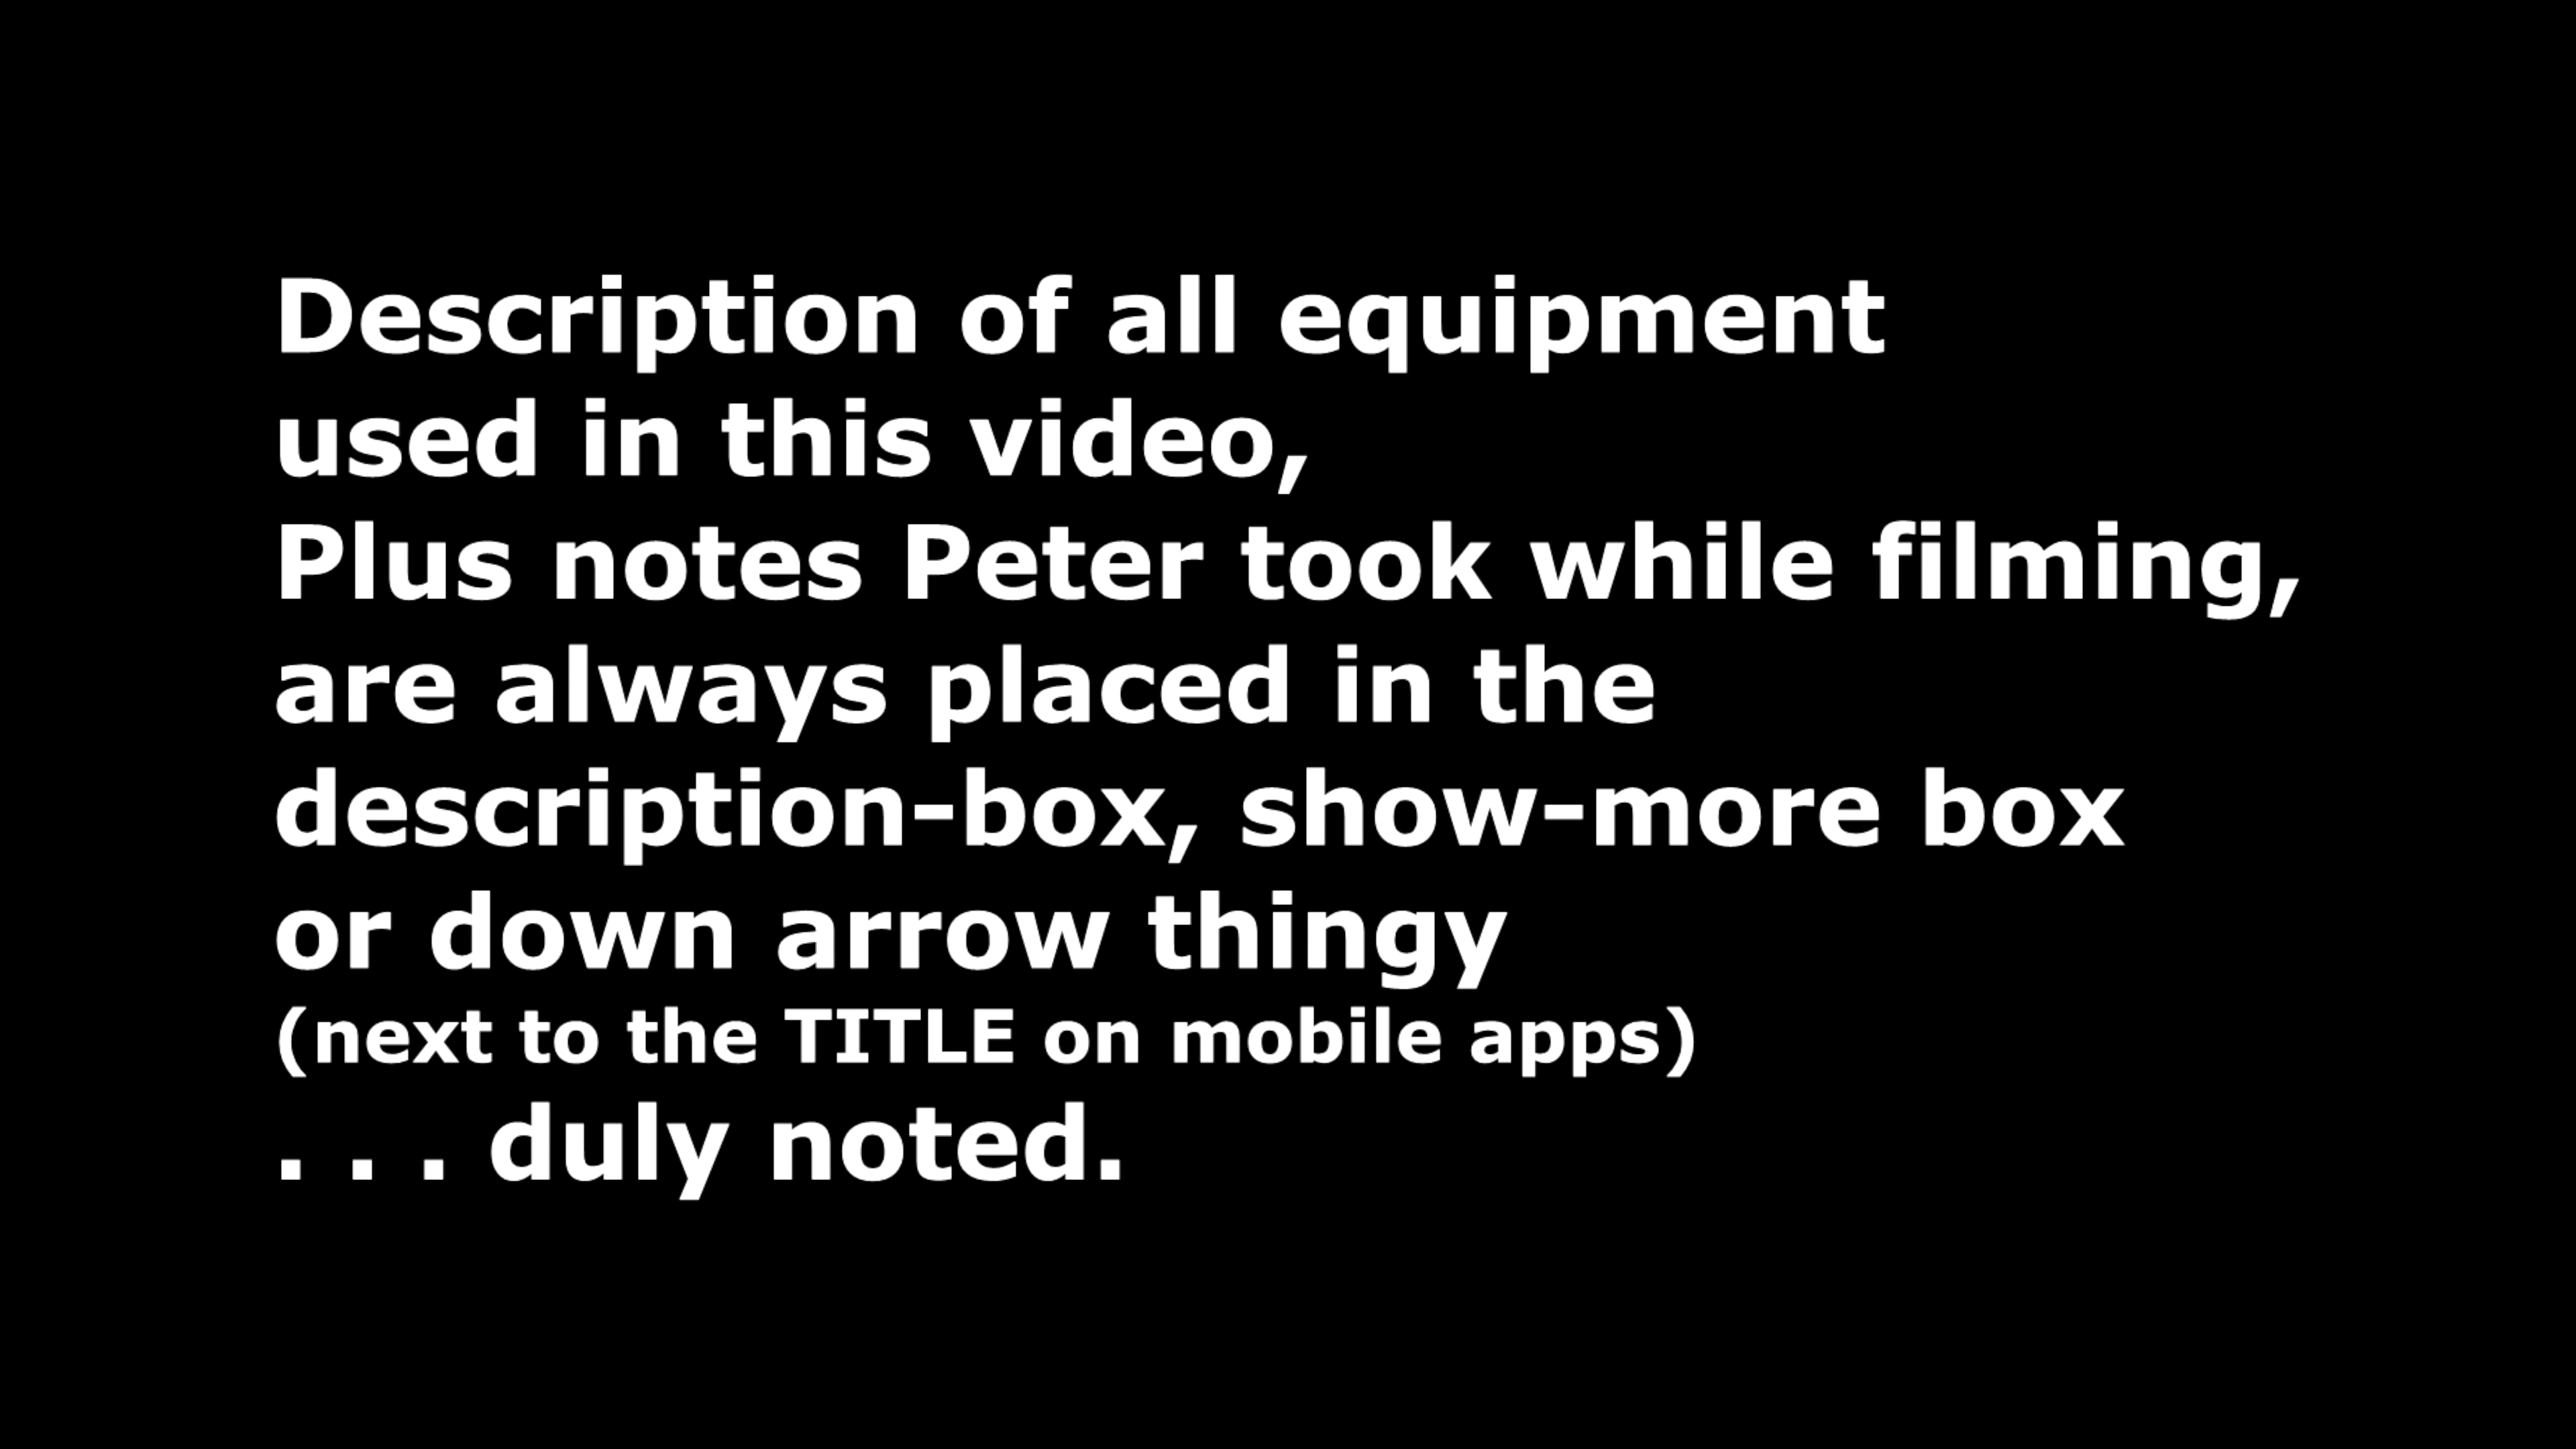 Description of all equipment
used in this video,
Plus notes Peter took while filming,
are always placed in the
description-box, show-more box
or down arrow thingy
(next to the TITLE on mobile apps)
. . . duly noted.